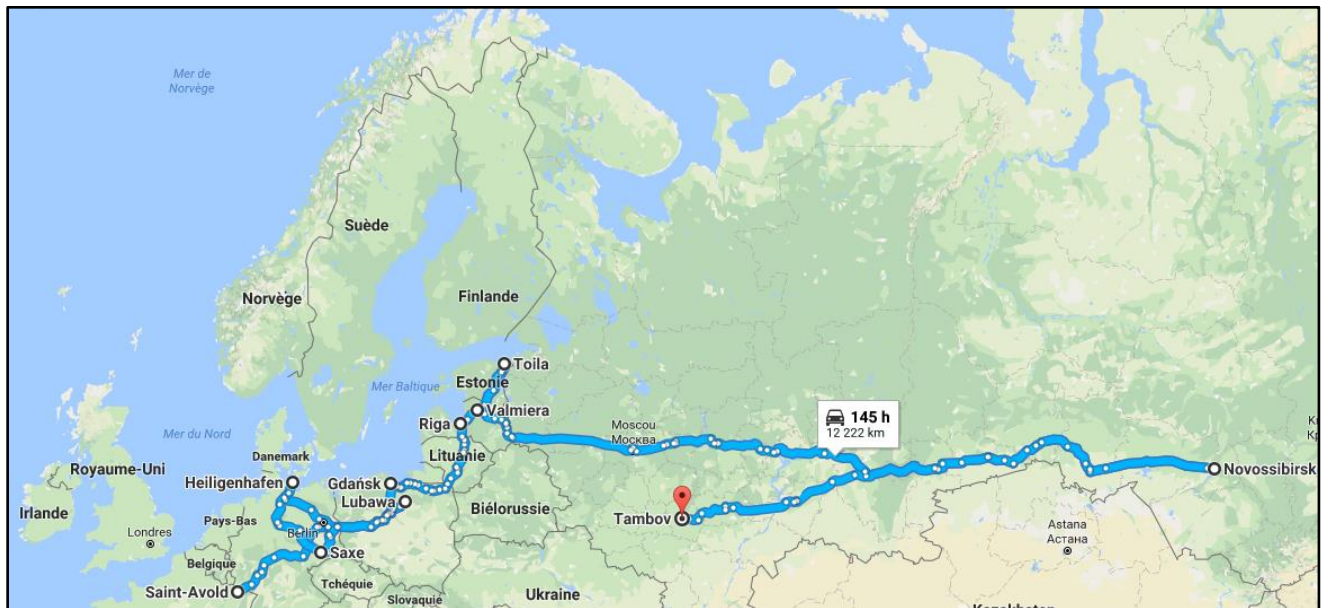 Mer de
Norvège
Suède
Norvège
Finlande
Toila
Estonie
Mer Baltique
Valmiera
Riga
Moscou
Москва
145 h
12 222 km
Mer du Nord
Lituanie
Danemark
Royaume-Uni
Heiligenhafen
Gdańsk
Lubawa
Novossibirsk
Irlande
Pays-Bas
Berlin
Biélorussie
Tambov
Londres
Astana
Астана
Belgique
Saxe
Saint-Avold
Tchéquie
Slovaquie
Ukraine